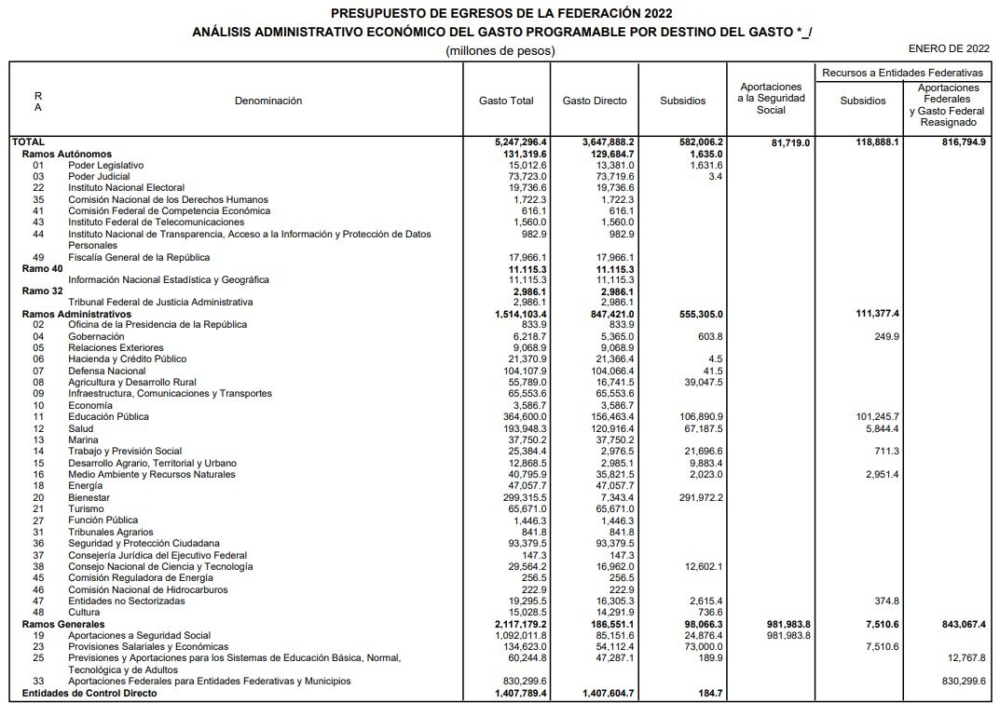 PRESUPUESTO DE EGRESOS DE LA FEDERACIÓN 2022
ANÁLISIS ADMINISTRATIVO ECONÓMICO DEL GASTO PROGRAMABLE POR DESTINO DEL GASTO *_/
(millones de pesos)
ENERO DE 2022
R A Denominación Gasto Total Gasto Directo Subsidios Aportaciones a la Seguridad Social Recursos a Entidades Federativas
Subsidios Aportaciones Federales y Gasto Federal Reasignado
TOTAL 5,247,296.4 3,647,888.2 582,006.2 81,719.0 118,888.1 816,794.9
Ramos Autónomos 131,319.6 129,684.7 1,635.0
01 Poder Legislativo 15,012.6 13,381.0 1,631.6
03 Poder Judicial 73,723.0 73,719.6 3.4
22 Instituto Nacional Electoral 19,736.6 19,736.6
35 Comisión Nacional de los Derechos Humanos 1,722.3 1,722.3
41 Comisión Federal de Competencia Económica 616.1 616.1
43 Instituto Federal de Telecomunicaciones 1,560.0 1,560.0
44 Instituto Nacional de Transparencia, Acceso a la Información y Protección de Datos 982.9 982.9
Personales
49 Fiscalía General de la República 17,966.1 17,966.1
Ramo 40 11,115.3 11,115.3
Información Nacional Estadística y Geográfica 11,115.3 11,115.3
Ramo 32 2,986.1 2,986.1
Tribunal Federal de Justicia Administrativa 2,986.1 2,986.1
Ramos Administrativos 1,514,103.4 847,421.0 555,305.0 111,377.4
02 Oficina de la Presidencia de la República 833.9 833.9
04 Gobernación 6,218.7 5,365.0 603.8 249.9
05 Relaciones Exteriores 9,068.9 9,068.9
06 Hacienda y Crédito Público 21,370.9 21,366.4 4.5
07 Defensa Nacional 104,107.9 104,066.4 41.5
08 Agricultura y Desarrollo Rural 55,789.0 16,741.5 39,047.5
09 Infraestructura, Comunicaciones y Transportes 65,553.6 65,553.6
10 Economía 3,586.7 3,586.7
11 Educación Pública 364,600.0 156,463.4 106,890.9 101,245.7
12 Salud 193,948.3 120,916.4 67,187.5 5,844.4
13 Marina 37,750.2 37,750.2
14 Trabajo y Previsión Social 25,384.4 2,976.5 21,696.6 711.3
15 Desarrollo Agrario, Territorial y Urbano 12,868.5 2,985.1 9,883.4
16 Medio Ambiente y Recursos Naturales 40,795.9 35,821.5 2,023.0 2,951.4
18 Energía 47,057.7 47,057.7
20 Bienestar 299,315.5 7,343.4 291,972.2
21 Turismo 65,671.0 65,671.0
27 Función Pública 1,446.3 1,446.3
31 Tribunales Agrarios 841.8 841.8
36 Seguridad y Protección Ciudadana 93,379.5 93,379.5
37 Consejería Jurídica del Ejecutivo Federal 147.3 147.3
38 Consejo Nacional de Ciencia y Tecnología 29,564.2 16,962.0 12,602.1
45 Comisión Reguladora de Energía 256.5 256.5
46 Comisión Nacional de Hidrocarburos 222.9 222.9
47 Entidades no Sectorizadas 19,295.5 16,305.3 2,615.4 374.8
48 Cultura 15,028.5 14,291.9 736.6
Ramos Generales 2,117,179.2 186,551.1 98,066.3 981,983.8 7,510.6 843,067.4
19 Aportaciones a Seguridad Social 1,092,011.8 85,151.6 24,876.4 981,983.8
23 Provisiones Salariales y Económicas 134,623.0 54,112.4 73,000.0 7,510.6
25 Previsiones y Aportaciones para los Sistemas de Educación Básica, Normal, 60,244.8 47,287.1 189.9 12,767.8
Tecnológica y de Adultos
33 Aportaciones Federales para Entidades Federativas y Municipios 830,299.6 830,299.6
Entidades de Control Directo 1,407,789.4 1,407,604.7 184.7